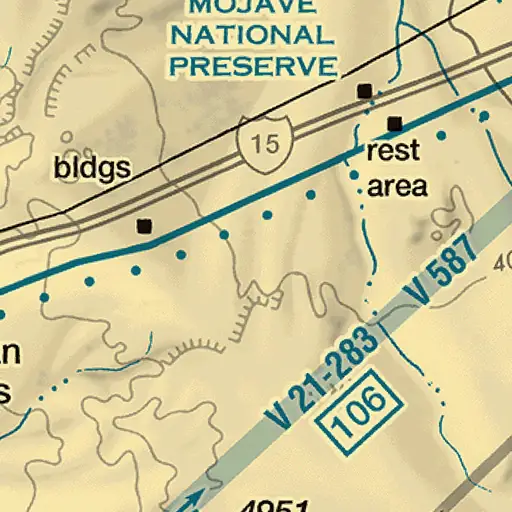 MOJAVE
NATIONAL
PRESERVE
15
bldgs
rest
area
V 587
V 21-283
106
4951